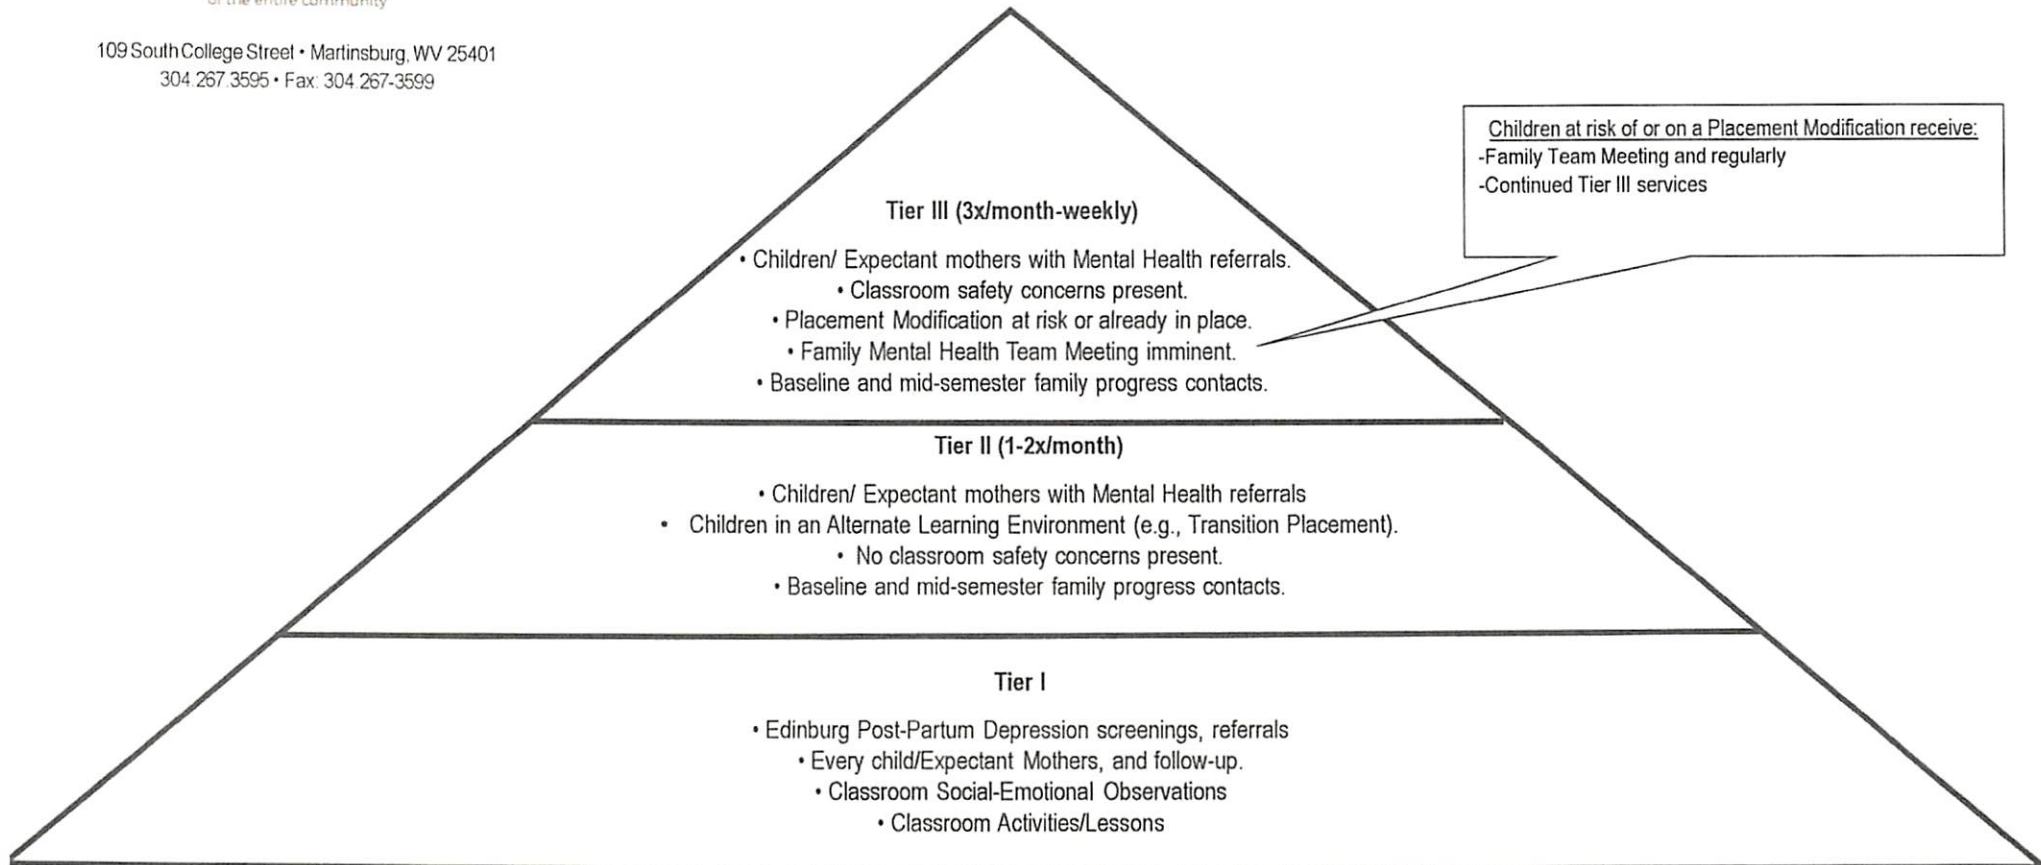 of the entire community
109 South College Street • Martinsburg, WV 25401
304.267.3595 • Fax: 304.267-3599
Children at risk of or on a Placement Modification receive:
-Family Team Meeting and regularly
-Continued Tier III services
Tier III (3x/month-weekly)
• Children/ Expectant mothers with Mental Health referrals.
• Classroom safety concerns present.
• Placement Modification at risk or already in place.
• Family Mental Health Team Meeting imminent.
• Baseline and mid-semester family progress contacts.
Tier II (1-2x/month)
• Children/ Expectant mothers with Mental Health referrals
• Children in an Alternate Learning Environment (e.g., Transition Placement).
• No classroom safety concerns present.
• Baseline and mid-semester family progress contacts.
Tier I
• Edinburg Post-Partum Depression screenings, referrals
• Every child/Expectant Mothers, and follow-up.
• Classroom Social-Emotional Observations
• Classroom Activities/Lessons